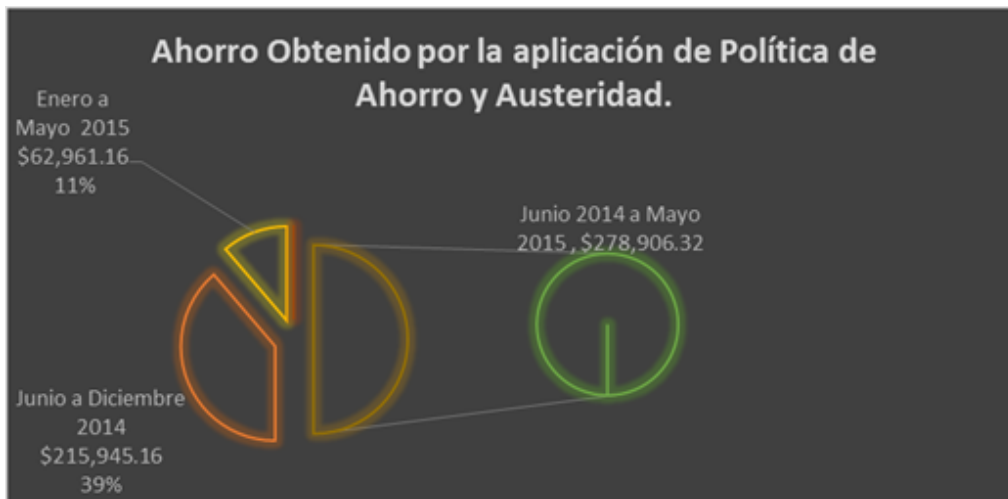 Ahorro Obtenido por la aplicación de Política de
Ahorro y Austeridad.
Enero a
Mayo 2015
$62,961.16
11%
Junio 2014 a Mayo
2015 , $278,906.32
Junio a Diciembre
2014
$215,945.16
39%